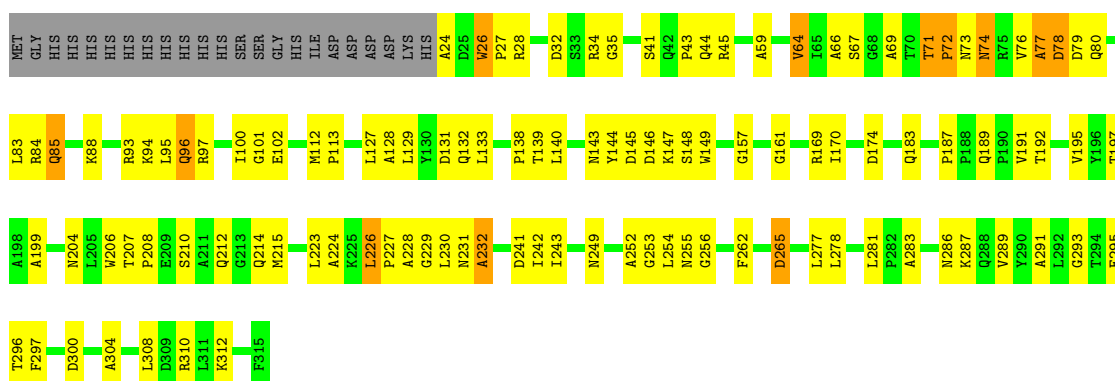 MET GLY HIS HIS HIS HIS HIS HIS HIS HIS HIS HIS SER SER GLY HIS ILE ASP ASP ASP ASP LYS HIS A24 D25 W26 P27 R28 D32 S33 R34 G35 S41 Q42 P43 Q44 R45 A59 V64 I65 A66 S67 G68 A69 T70 T71 P72 N73 N74 R75 V76 A77 D78 D79 Q80
L83 R84 Q85 K88 R93 K94 L95 Q96 R97 I100 G101 E102 M112 P113 L127 A128 L129 Y130 D131 Q132 L133 P138 T139 L140 N143 Y144 D145 D146 K147 S148 W149 G157 G161 R169 I170 D174 Q183 P187 P188 Q189 P190 V191 T192 V195 Y196 T197
A198 A199 N204 L205 W206 T207 P208 E209 S210 A211 Q212 G213 Q214 M215 L223 A224 K225 L226 P227 A228 G229 L230 N231 A232 D241 I242 I243 N249 A252 G253 L254 N255 G256 F262 D265 L277 L278 L281 P282 A283 N286 K287 Q288 V289 Y290 A291 L292 G293 T294
T296 F297 D300 A304 L308 D309 R310 L311 K312 F315